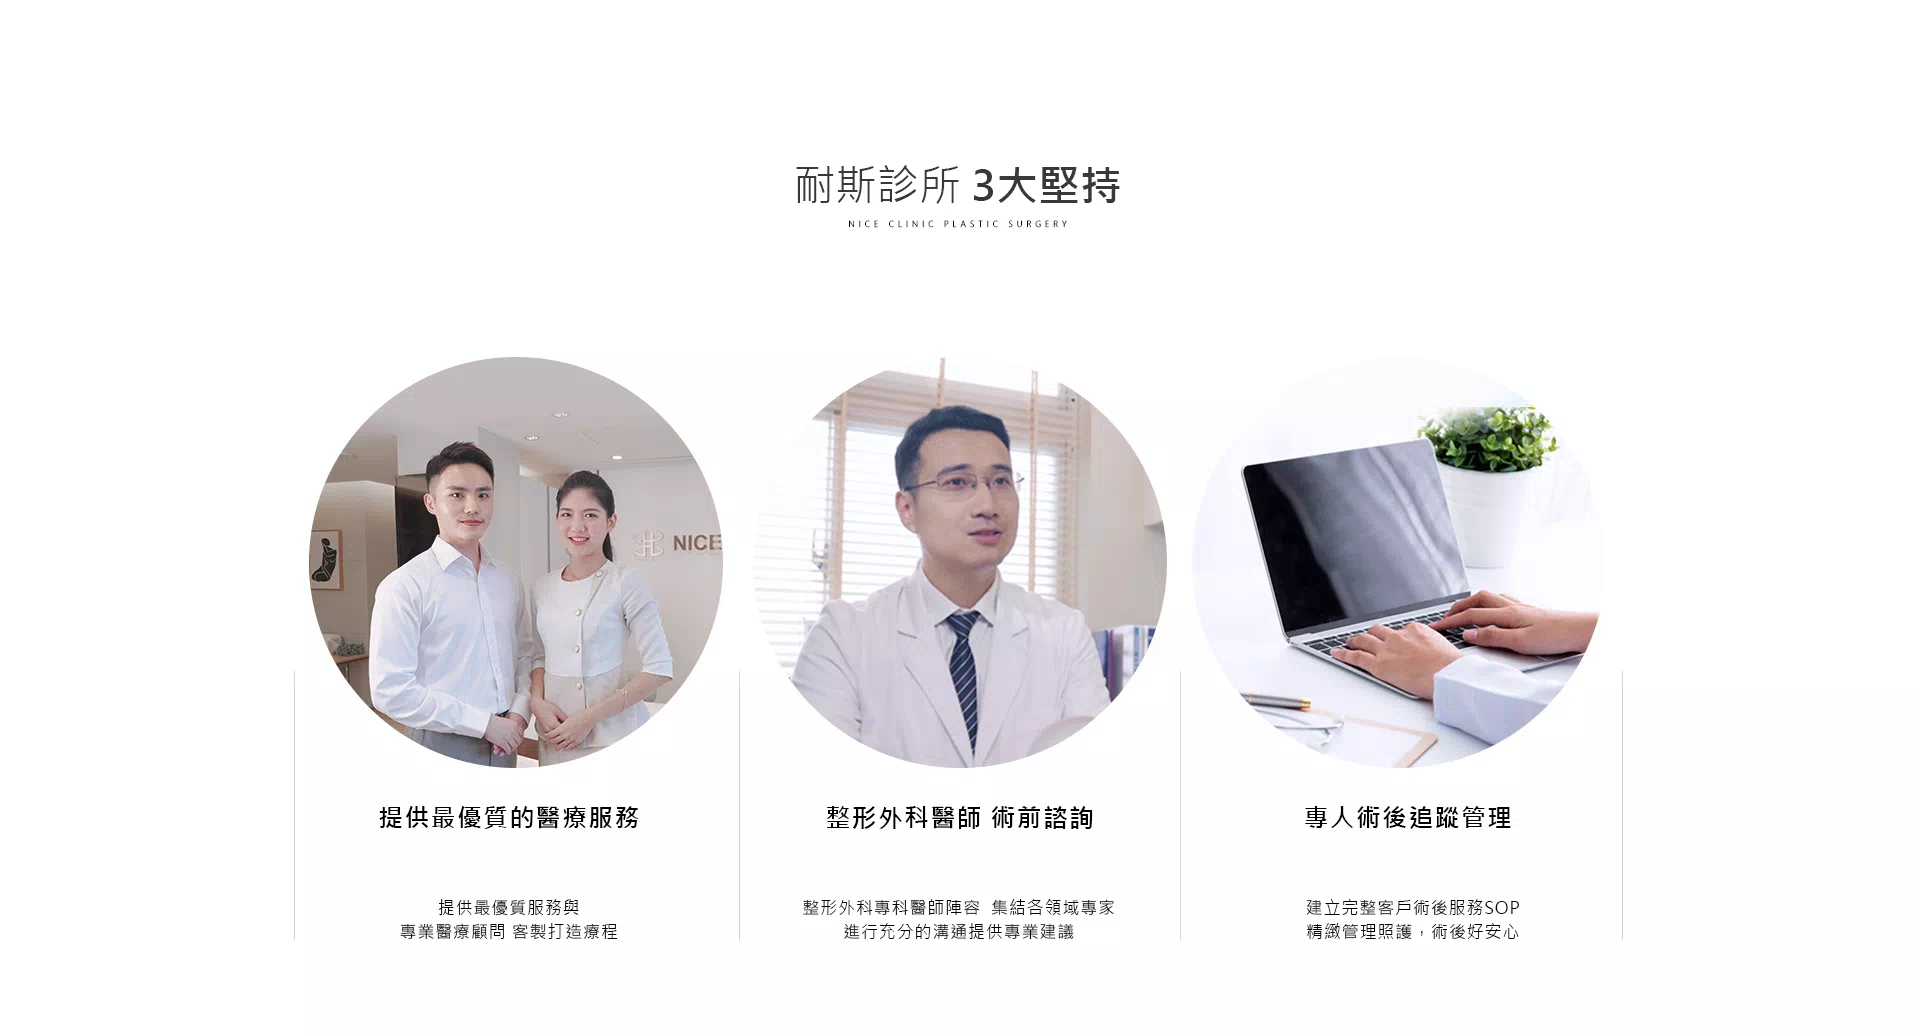 耐斯診所 3大堅持
NICE CLINIC PLASTIC SURGERY
NICE
提供最優質的醫療服務
整形外科醫師 術前諮詢
專人術後追蹤管理
提供最優質服務與
專業醫療顧問 客製打造療程
整形外科專科醫師陣容 集結各領域專家
進行充分的溝通提供專業建議
建立完整客戶術後服務SOP
精緻管理照護，術後好安心